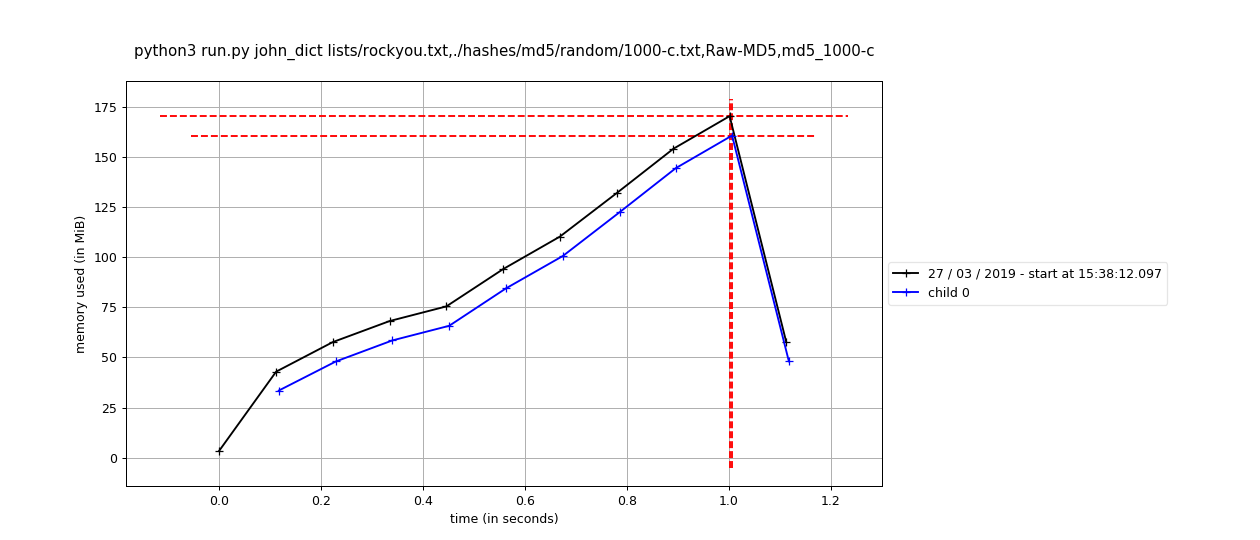 python3 run.py john_dict lists/rockyou.txt,./hashes/md5/random/1000-c.txt,Raw-MD5,md5_1000-c
175
150
125
100
75
50
25
0
memory used (in MiB)
0.0 0.2 0.4 0.6 0.8 1.0 1.2
time (in seconds)
27 / 03 / 2019 - start at 15:38:12.097
child 0